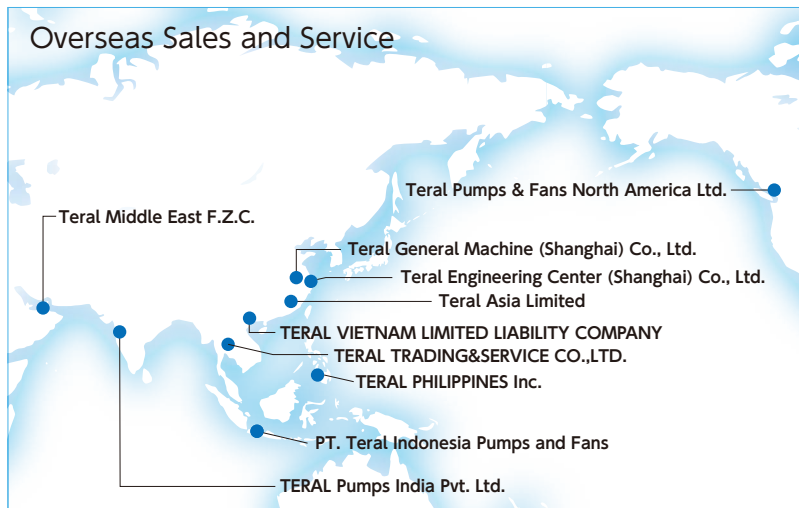 Overseas Sales and Service
Teral Pumps & Fans North America Ltd.
Teral Middle East F.Z.C.
Teral General Machine (Shanghai) Co., Ltd.
Teral Engineering Center (Shanghai) Co., Ltd.
Teral Asia Limited
TERAL VIETNAM LIMITED LIABILITY COMPANY
TERAL TRADING&SERVICE CO.,LTD.
TERAL PHILIPPINES Inc.
PT. Teral Indonesia Pumps and Fans
TERAL Pumps India Pvt. Ltd.